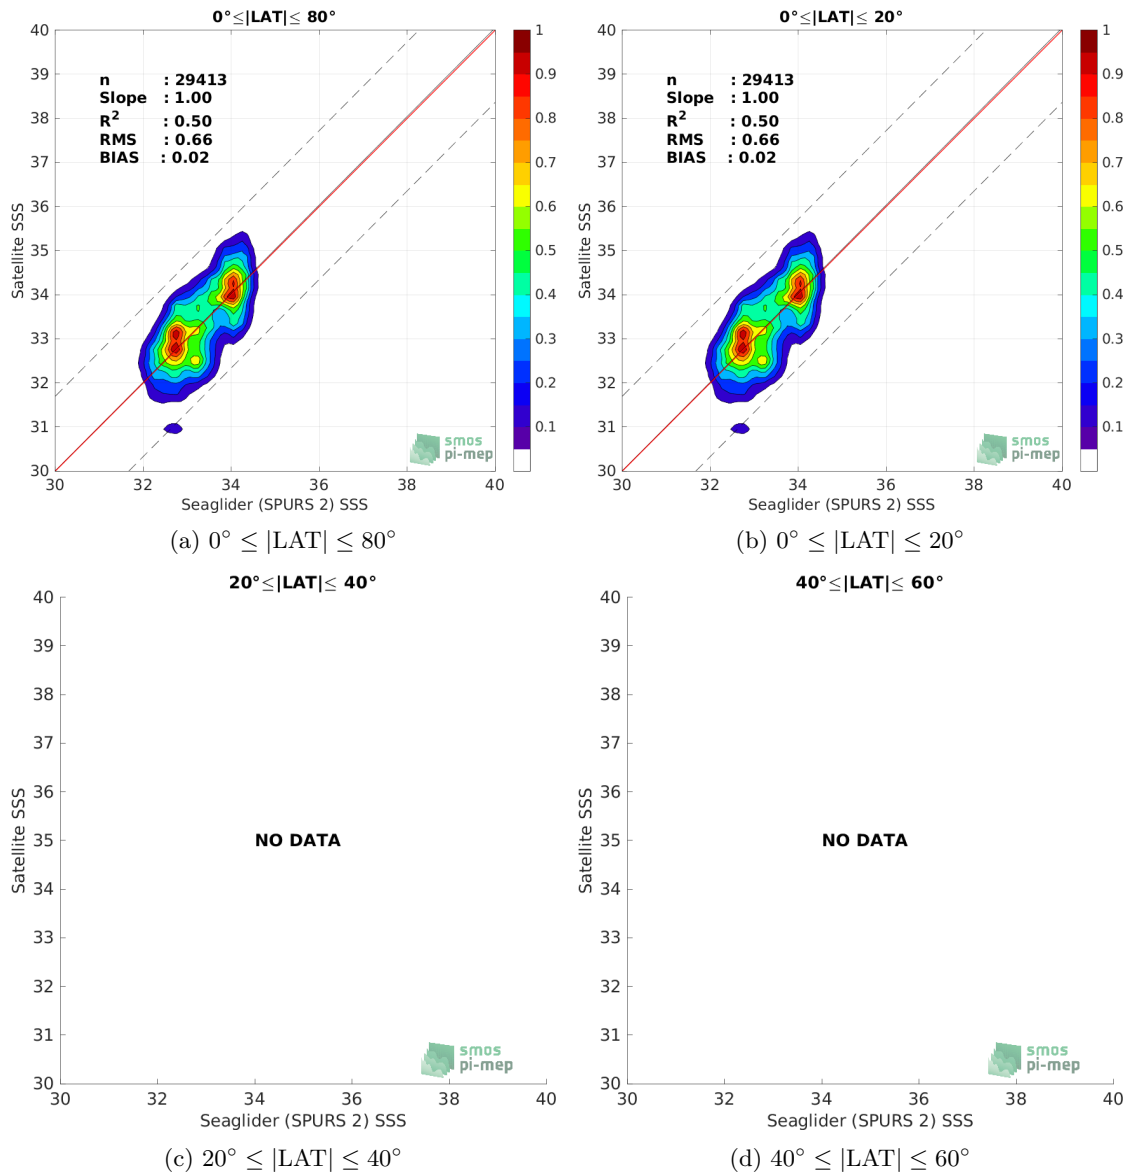 0°≤|LAT|≤ 80°
40
39
38
37
36
35
34
33
32
31
30
Satellite SSS
n : 29413
Slope : 1.00
R² : 0.50
RMS : 0.66
BIAS : 0.02
smos
pi-mep
30 32 34 36 38 40
Seaglider (SPURS 2) SSS
1
0.9
0.8
0.7
0.6
0.5
0.4
0.3
0.2
0.1
(a) 0° ≤ |LAT| ≤ 80°
0°≤|LAT|≤ 20°
40
39
38
37
36
35
34
33
32
31
30
Satellite SSS
n : 29413
Slope : 1.00
R² : 0.50
RMS : 0.66
BIAS : 0.02
smos
pi-mep
30 32 34 36 38 40
Seaglider (SPURS 2) SSS
1
0.9
0.8
0.7
0.6
0.5
0.4
0.3
0.2
0.1
(b) 0° ≤ |LAT| ≤ 20°
20°≤|LAT|≤ 40°
40
39
38
37
36
35
34
33
32
31
30
Satellite SSS
NO DATA
smos
pi-mep
30 32 34 36 38 40
Seaglider (SPURS 2) SSS
(c) 20° ≤ |LAT| ≤ 40°
40°≤|LAT|≤ 60°
40
39
38
37
36
35
34
33
32
31
30
Satellite SSS
NO DATA
smos
pi-mep
30 32 34 36 38 40
Seaglider (SPURS 2) SSS
(d) 40° ≤ |LAT| ≤ 60°